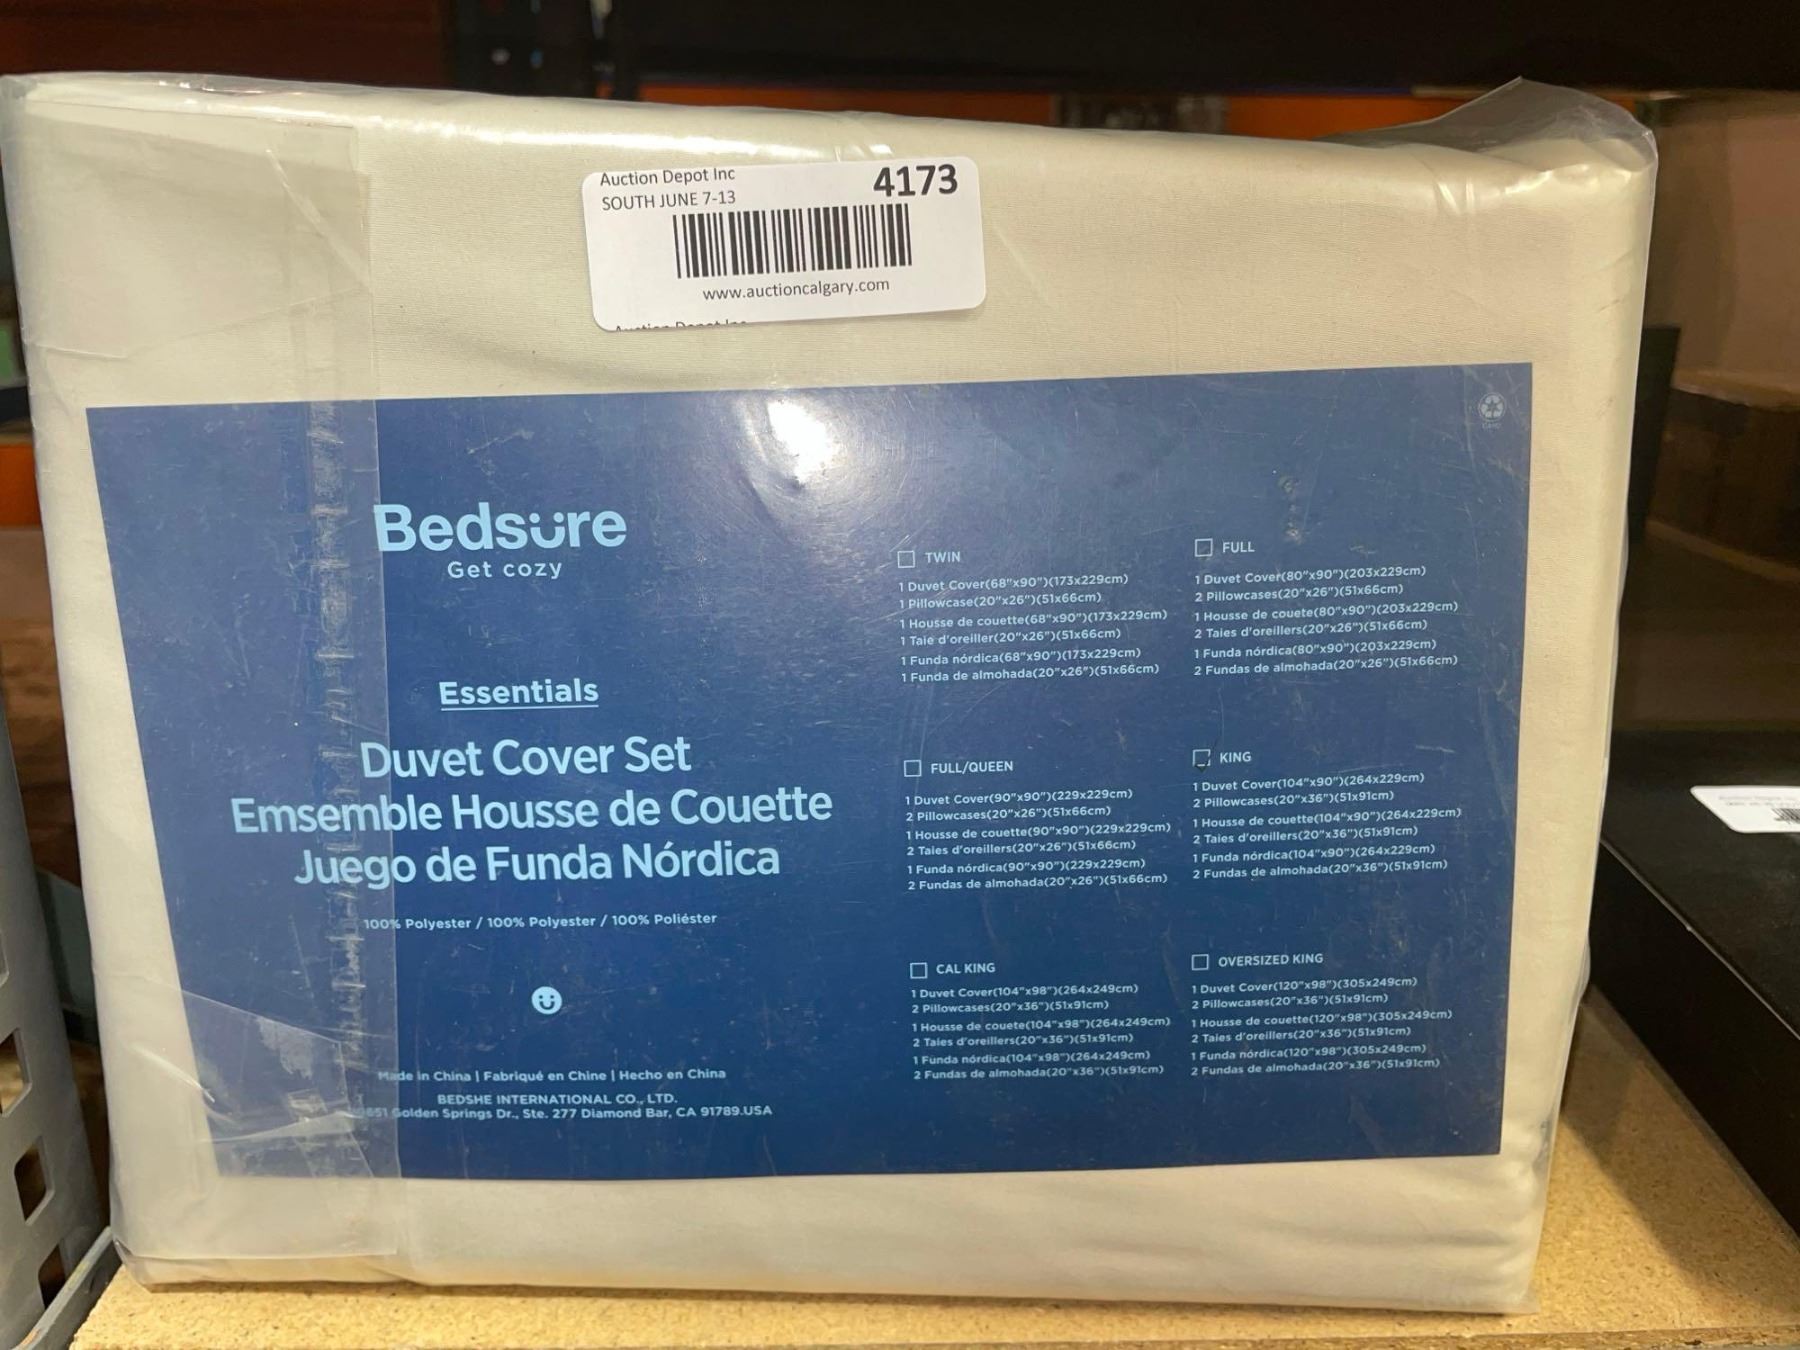 Auction Depot Inc
4173
SOUTH JUNE 7-13
www.auctioncalgary.com
Auction Depot Inc
Bedsure
Get cozy
Essentials
Duvet Cover Set
Emsemble Housse de Couette
Juego de Funda Nórdica
100% Polyester / 100% Polyester / 100% Poliéster
Made in China | Fabriqué en Chine | Hecho en China
BEDSHE INTERNATIONAL CO., LTD.
Golden Springs Dr., Ste. 277 Diamond Bar, CA 91789.USA
TWIN
1 Duvet Cover(68"x90")(173x229cm)
1 Pillowcase(20"x26")(51x66cm)
1 Housse de couette(68"x90")(173x229cm)
1 Taie d'oreiller(20"x26")(51x66cm)
1 Funda nórdica(68"x90")(173x229cm)
1 Funda de almohada(20"x26")(51x66cm)
FULL
1 Duvet Cover(80"x90")(203x229cm)
2 Pillowcases(20"x26")(51x66cm)
1 Housse de couete(80"x90")(203x229cm)
2 Taies d'oreillers(20"x26")(51x66cm)
1 Funda nórdica(80"x90")(203x229cm)
2 Fundas de almohada(20"x26")(51x66cm)
FULL/QUEEN
1 Duvet Cover(90"x90")(229x229cm)
2 Pillowcases(20"x26")(51x66cm)
1 Housse de couette(90"x90")(229x229cm)
2 Taies d'oreillers(20"x26")(51x66cm)
1 Funda nórdica(90"x90")(229x229cm)
2 Fundas de almohada(20"x26")(51x66cm)
KING
1 Duvet Cover(104"x90")(264x229cm)
2 Pillowcases(20"x36")(51x91cm)
1 Housse de couette(104"x90")(264x229cm)
2 Taies d'oreillers(20"x36")(51x91cm)
1 Funda nórdica(104"x90")(264x229cm)
2 Fundas de almohada(20"x36")(51x91cm)
CAL KING
1 Duvet Cover(104"x98")(264x249cm)
2 Pillowcases(20"x36")(51x91cm)
1 Housse de couete(104"x98")(264x249cm)
2 Taies d'oreillers(20"x36")(51x91cm)
1 Funda nórdica(104"x98")(264x249cm)
2 Fundas de almohada(20"x36")(51x91cm)
OVERSIZED KING
1 Duvet Cover(120"x98")(305x249cm)
2 Pillowcases(20"x36")(51x91cm)
1 Housse de couette(120"x98")(305x249cm)
2 Taies d'oreillers(20"x36")(51x91cm)
1 Funda nórdica(120"x98")(305x249cm)
2 Fundas de almohada(20"x36")(51x91cm)